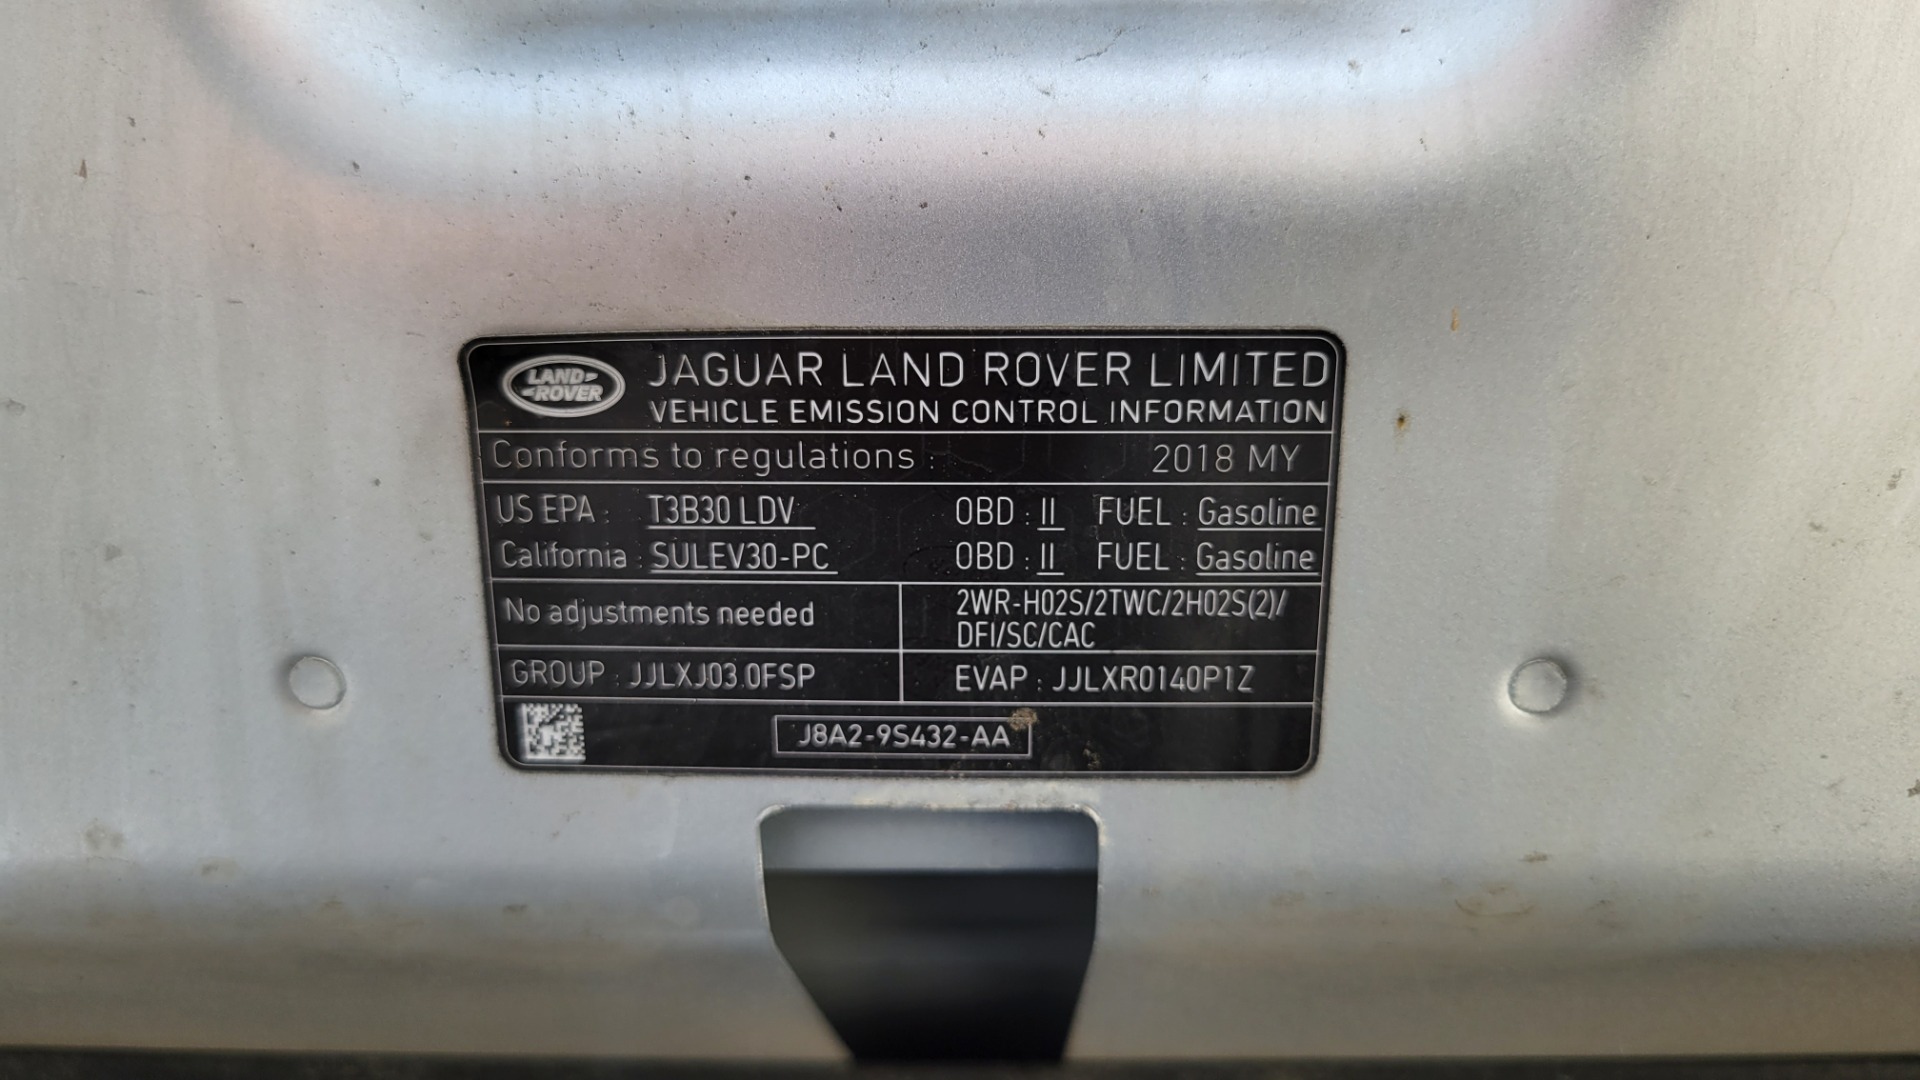 LAND ROVER
JAGUAR LAND ROVER LIMITED
VEHICLE EMISSION CONTROL INFORMATION
Conforms to regulations : 2018 MY
US EPA : T3B30 LDV OBD : II FUEL : Gasoline
California : SULEV30-PC OBD : II FUEL : Gasoline
No adjustments needed
2WR-HO2S/2TWC/2HO2S(2)/
DFI/SC/CAC
GROUP : JJLXJ03.0FSP EVAP : JJLXR0140P1Z
J8A2-9S432-AA